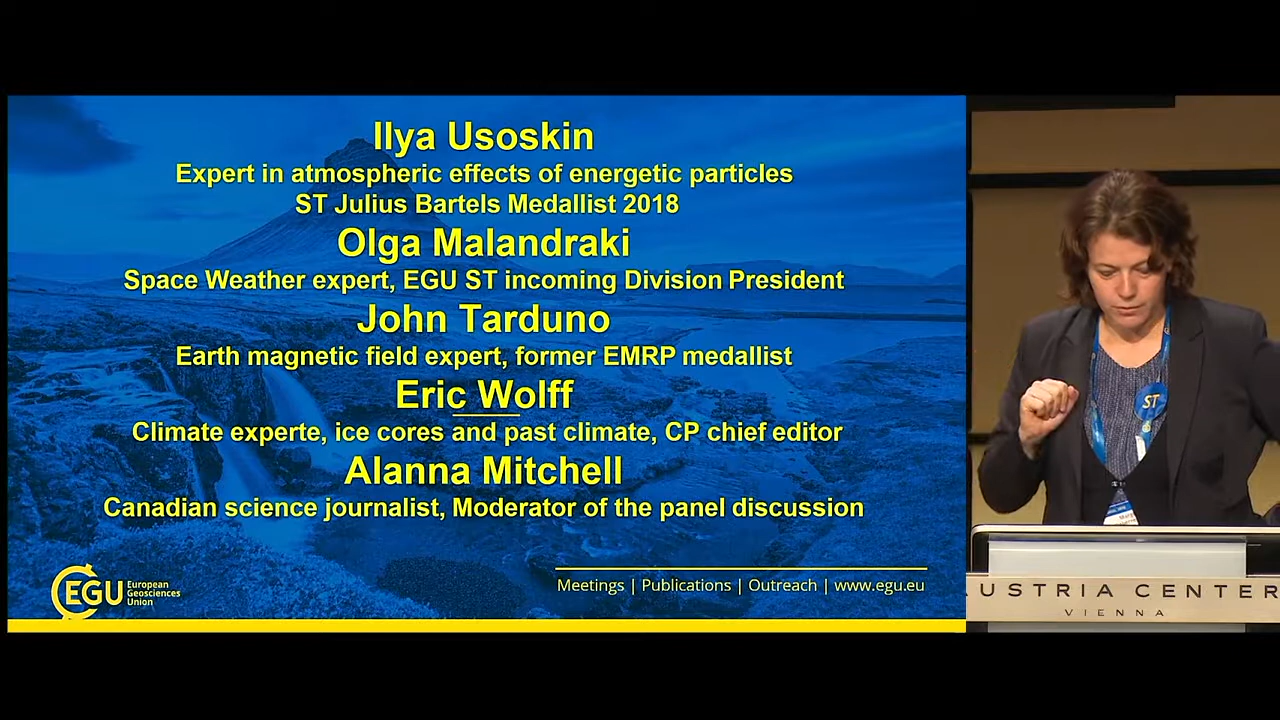 Ilya Usoskin
Expert in atmospheric effects of energetic particles
ST Julius Bartels Medallist 2018
Olga Malandraki
Space Weather expert, EGU ST incoming Division President
John Tarduno
Earth magnetic field expert, former EMRP medallist
Eric Wolff
Climate experte, ice cores and past climate, CP chief editor
Alanna Mitchell
Canadian science journalist, Moderator of the panel discussion
EGU European
Geosciences
Union
Meetings | Publications | Outreach | www.egu.eu
ST
AUSTRIA CENTER
VIENNA